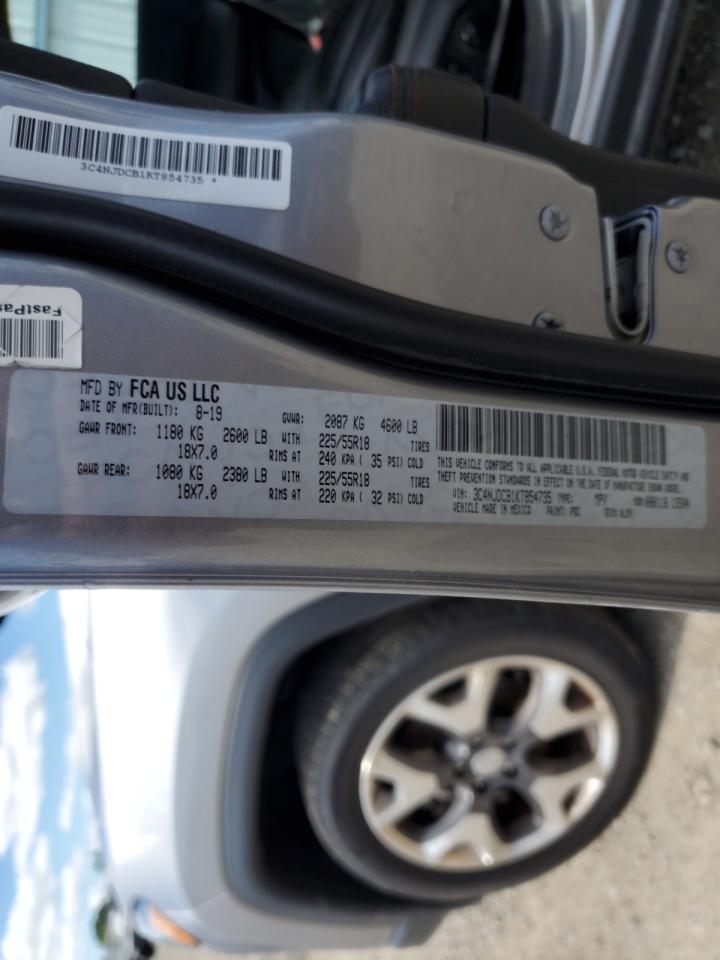 3C4NJDCB1KT854735 *
FastPas
MFD BY FCA US LLC
DATE OF MFR(BUILT): 8-19 GVWR: 2087 KG 4600 LB
GAWR FRONT: 1180 KG 2600 LB WITH 225/55R18 TIRES
18X7.0 RIMS AT 240 KPA ( 35 PSI) COLD
GAWR REAR: 1080 KG 2380 LB WITH 225/55R18 TIRES
18X7.0 RIMS AT 220 KPA ( 32 PSI) COLD
THIS VEHICLE CONFORMS TO ALL APPLICABLE U.S.A. FEDERAL MOTOR VEHICLE SAFETY AND
THEFT PREVENTION STANDARDS IN EFFECT ON THE DATE OF MANUFACTURE SHOWN ABOVE.
VIN: 3C4NJDCB1KT854735 TYPE: MPV MDH:
VEHICLE MADE IN MEXICO PAINT: PDC TRIM: